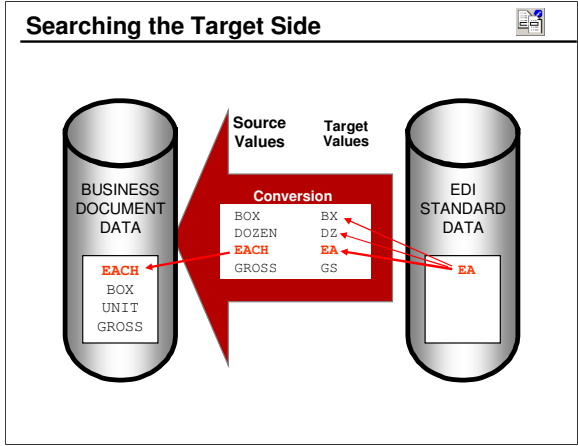 Searching the Target Side
Source
Values
Target
Values
BUSINESS
DOCUMENT
DATA
EACH
BOX
UNIT
GROSS
Conversion
BOX BX
DOZEN DZ
EACH EA
GROSS GS
EDI
STANDARD
DATA
EA